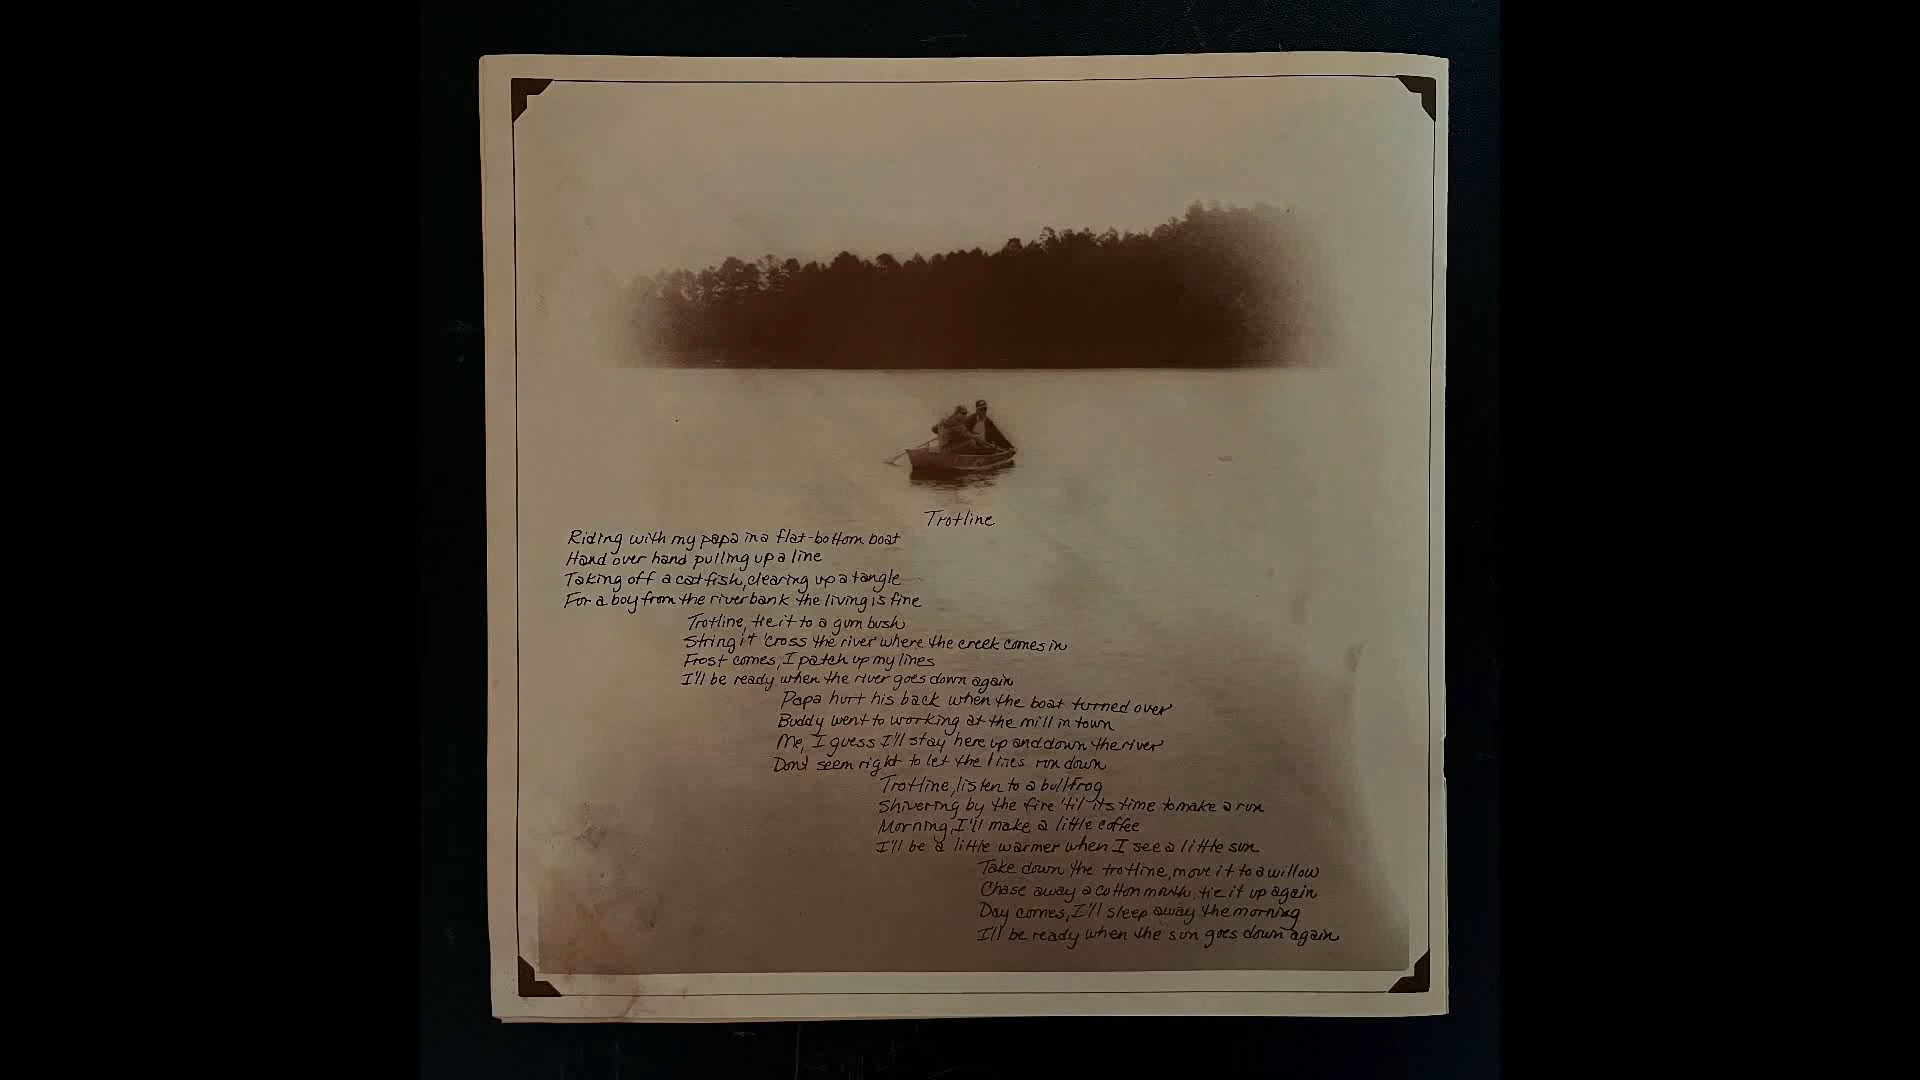 Trotline
Riding with my papa in a flat-bottom boat
Hand over hand pulling up a line
Taking off a catfish, clearing up a tangle
For a boy from the riverbank the living is fine
Trotline, tie it to a gum bush
String it 'cross the river where the creek comes in
Frost comes, I patch up my lines
I'll be ready when the river goes down again
Papa hurt his back when the boat turned over
Buddy went to working at the mill in town
Me, I guess I'll stay here up and down the river
Don't seem right to let the lines run down
Trotline, listen to a bullfrog
Shivering by the fire 'til its time to make a run
Morning, I'll make a little coffee
I'll be a little warmer when I see a little sun
Take down the trotline, move it to a willow
Chase away a cottonmouth, tie it up again
Day comes, I'll sleep away the morning
I'll be ready when the sun goes down again